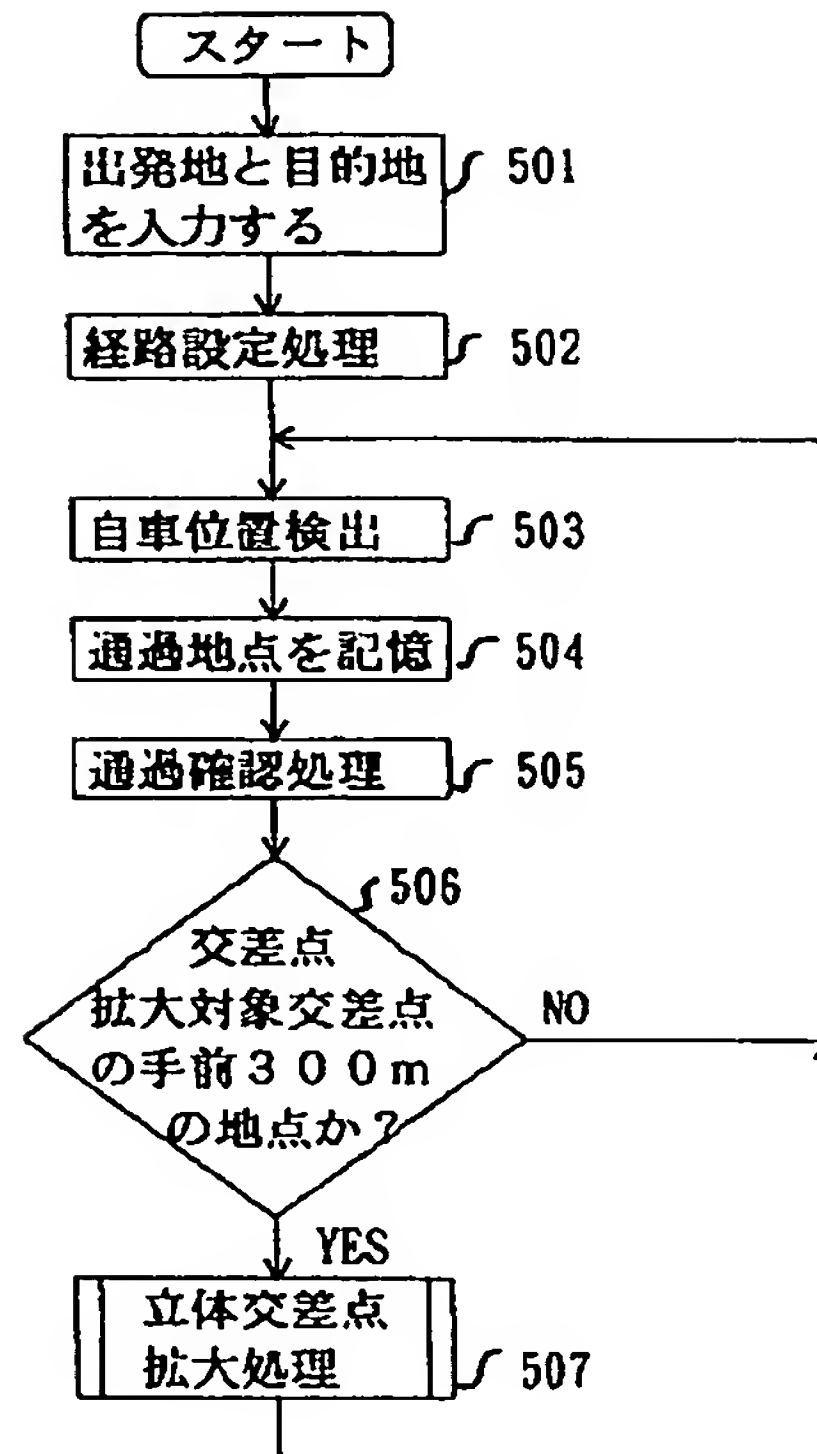 スタート
出発地と目的地
を入力する
501
経路設定処理
502
自車位置検出
503
通過地点を記憶
504
通過確認処理
505
506
交差点
拡大対象交差点
の手前３００ｍ
の地点か？
NO
YES
立体交差点
拡大処理
507